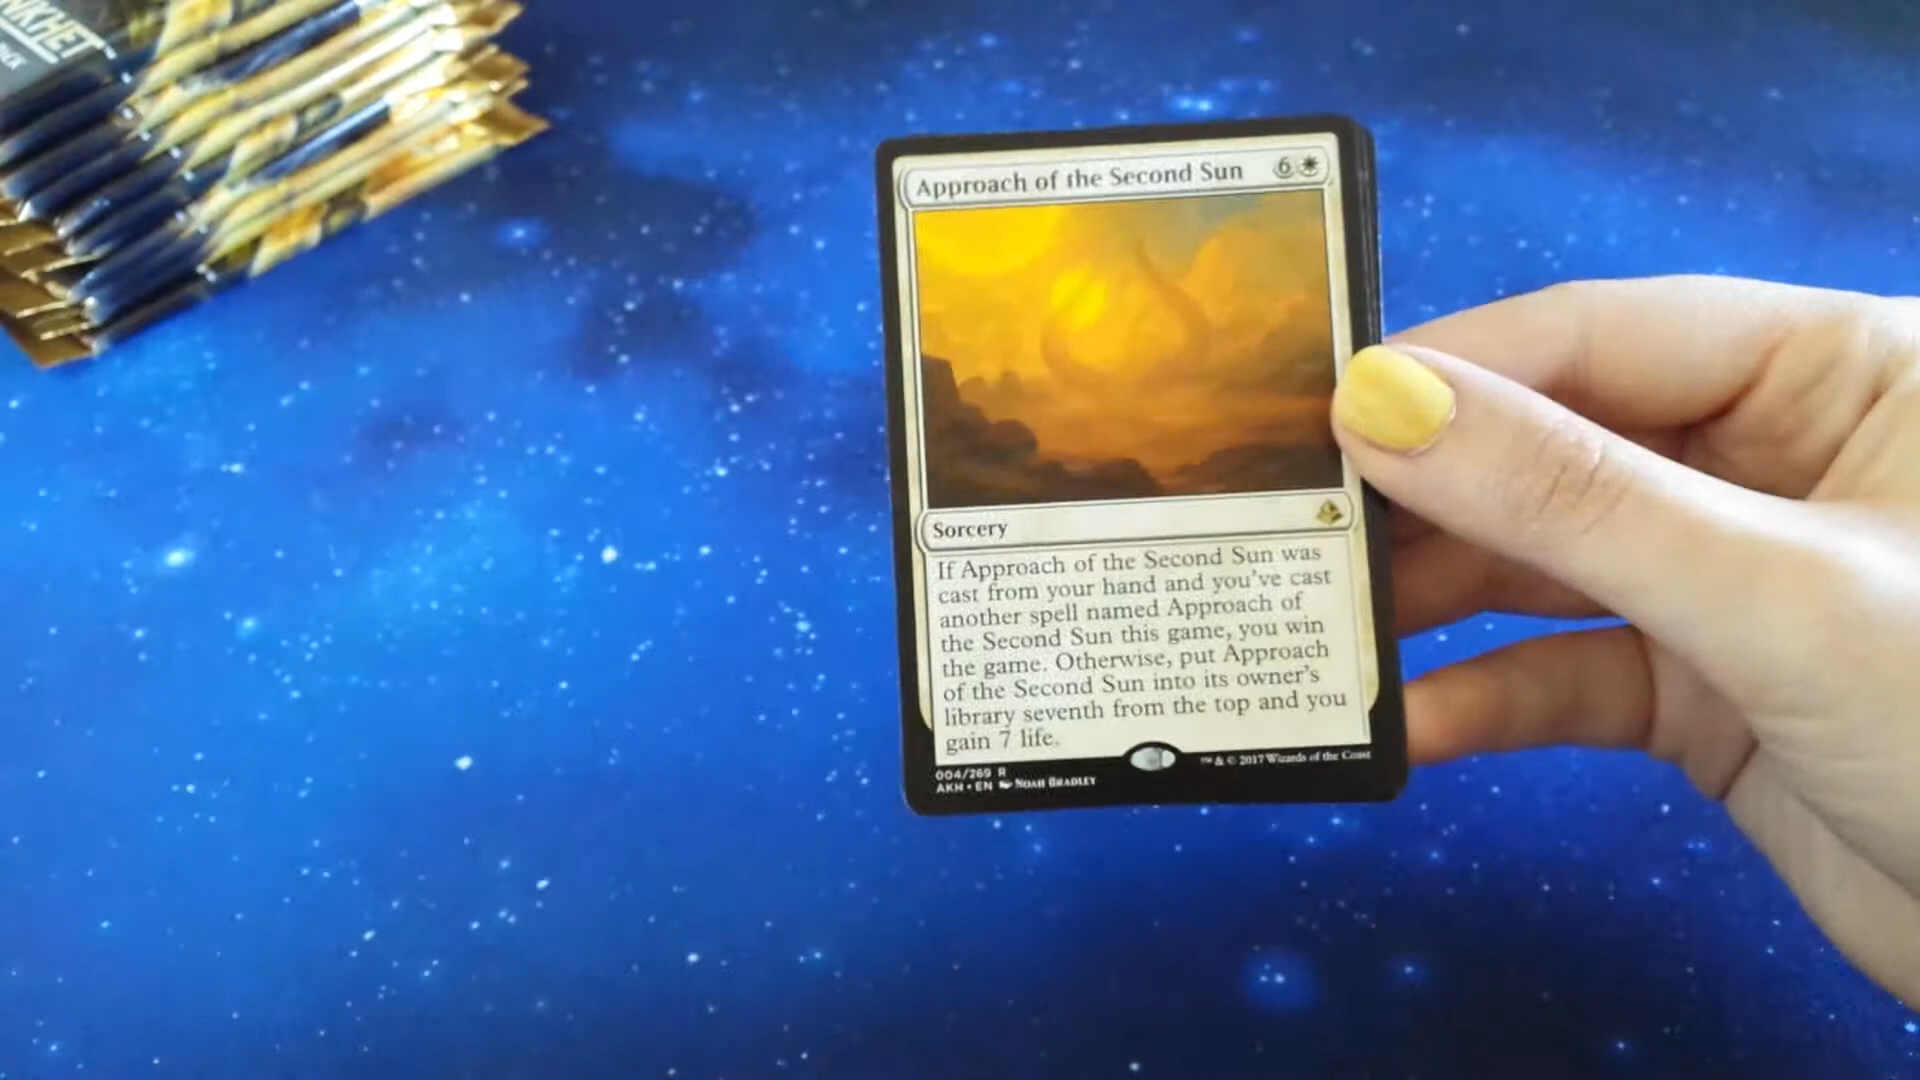 Approach of the Second Sun 6
Sorcery
If Approach of the Second Sun was
cast from your hand and you've cast
another spell named Approach of
the Second Sun this game, you win
the game. Otherwise, put Approach
of the Second Sun into its owner's
library seventh from the top and you
gain 7 life.
004/269 R
AKH • EN NOAH BRADLEY
™ & © 2017 Wizards of the Coast